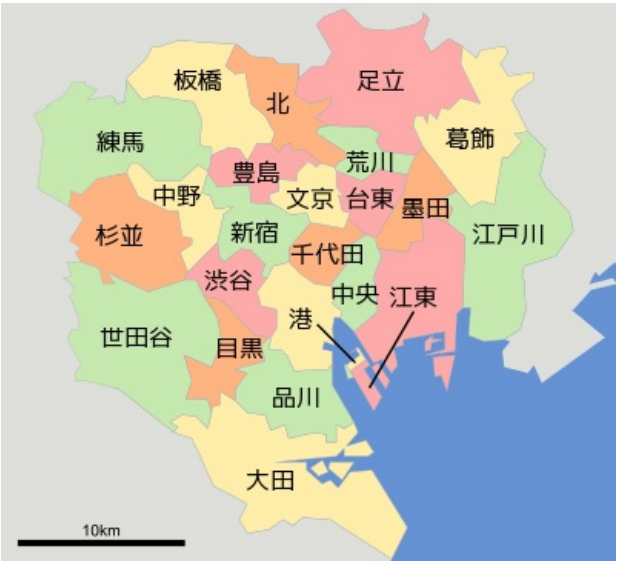 足立
板橋
北
葛飾
練馬
荒川
豊島
中野
文京
台東
墨田
杉並
新宿
千代田
江戸川
渋谷
中央
江東
港
世田谷
目黒
品川
大田
10km